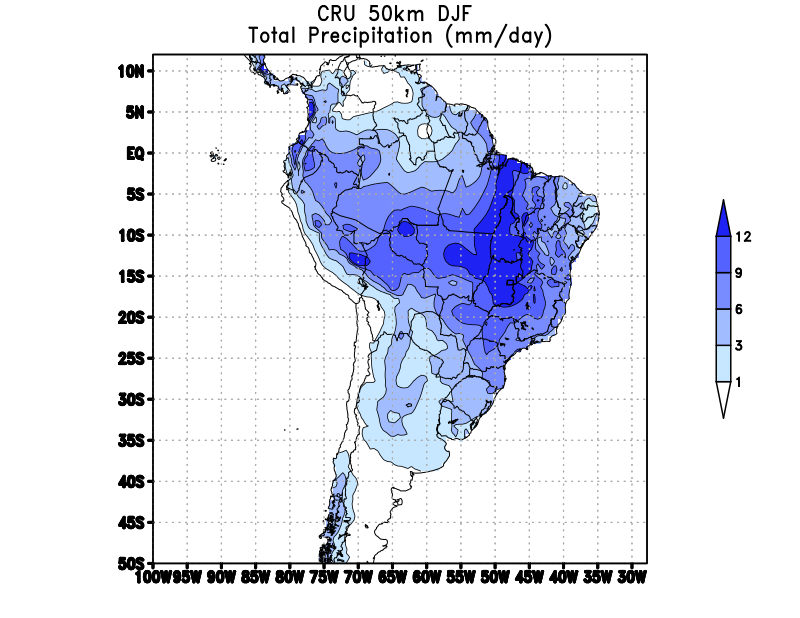 CRU 50km DJF
Total Precipitation (mm/day)
10N
5N
EQ
5S
10S
15S
20S
25S
30S
35S
40S
45S
50S
100W 95W 90W 85W 80W 75W 70W 65W 60W 55W 50W 45W 40W 35W 30W
12
9
6
3
1